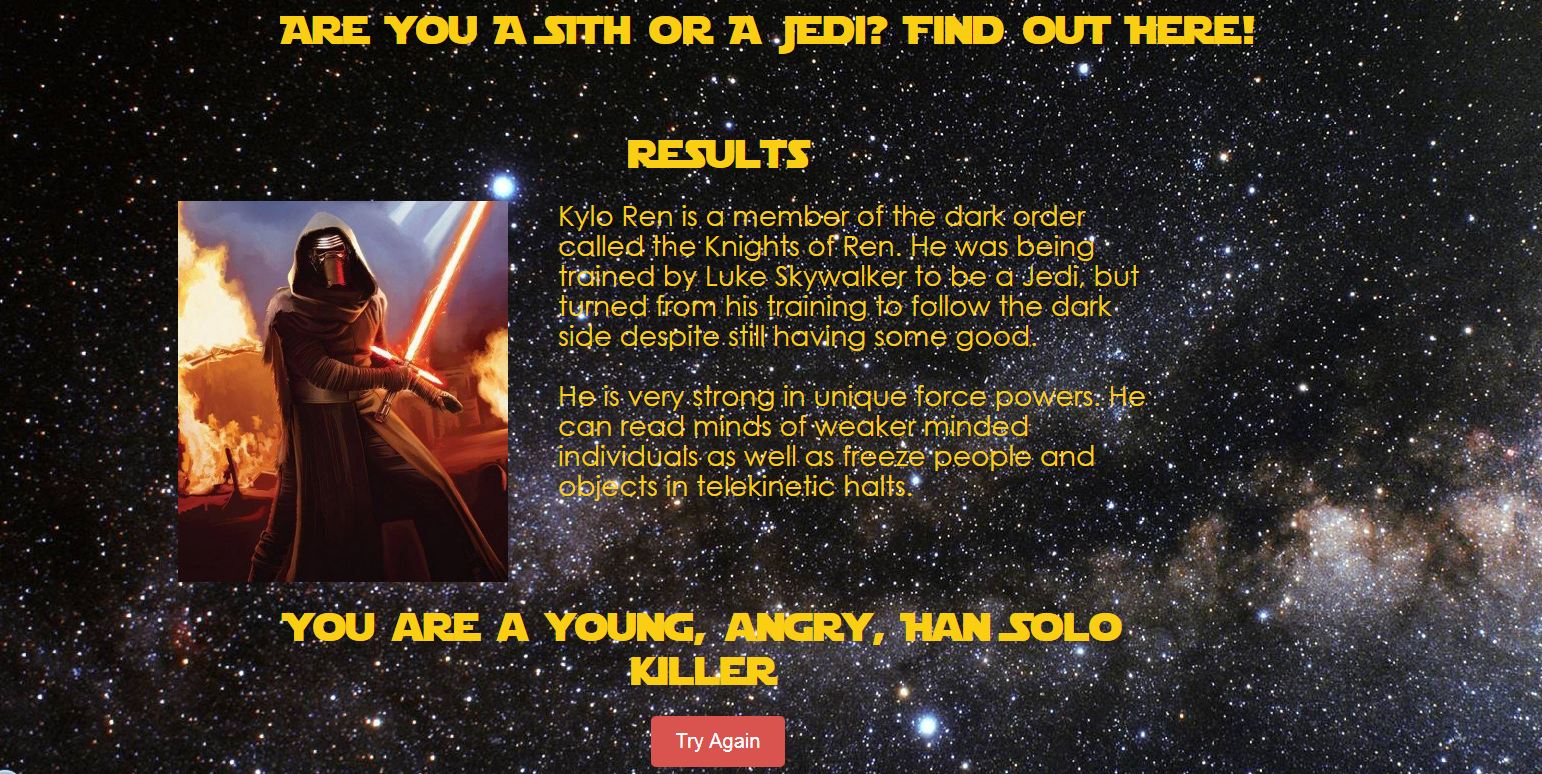 Are You A Sith or A Jedi? Find out Here!
Results
Kylo Ren is a member of the dark order
called the Knights of Ren. He was being
trained by Luke Skywalker to be a Jedi, but
turned from his training to follow the dark
side despite still having some good.
He is very strong in unique force powers. He
can read minds of weaker minded
individuals as well as freeze people and
objects in telekinetic halts.
You are a young, angry, Han Solo
Killer
Try Again